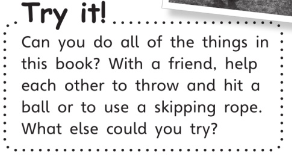 Try it!
Can you do all of the things in
this book? With a friend, help
each other to throw and hit a
ball or to use a skipping rope.
What else could you try?